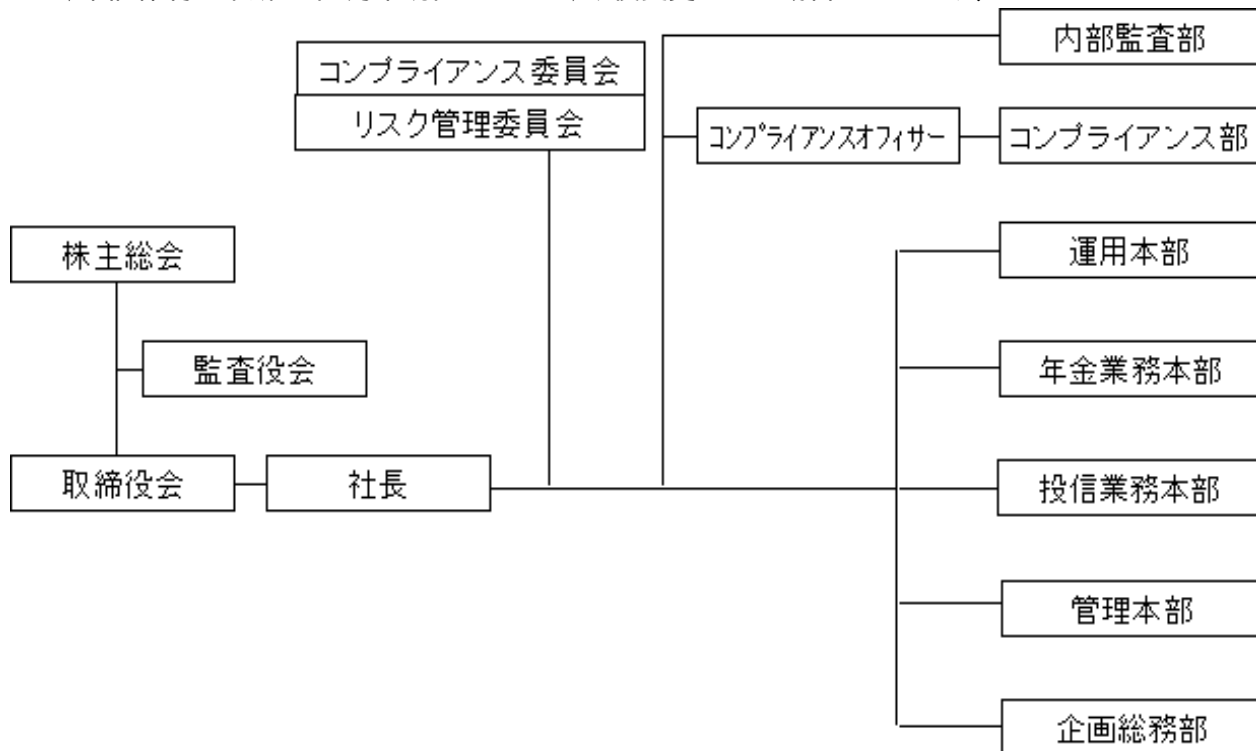 内部監査部
コンプライアンス委員会
リスク管理委員会
コンプライアンスオフィサー
コンプライアンス部
株主総会
運用本部
監査役会
年金業務本部
取締役会
社長
投信業務本部
管理本部
企画総務部